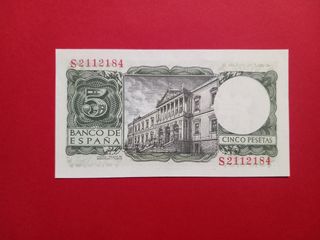 S2112184
5
BANCO DE
ESPAÑA
S2112184
CINCO PESETAS